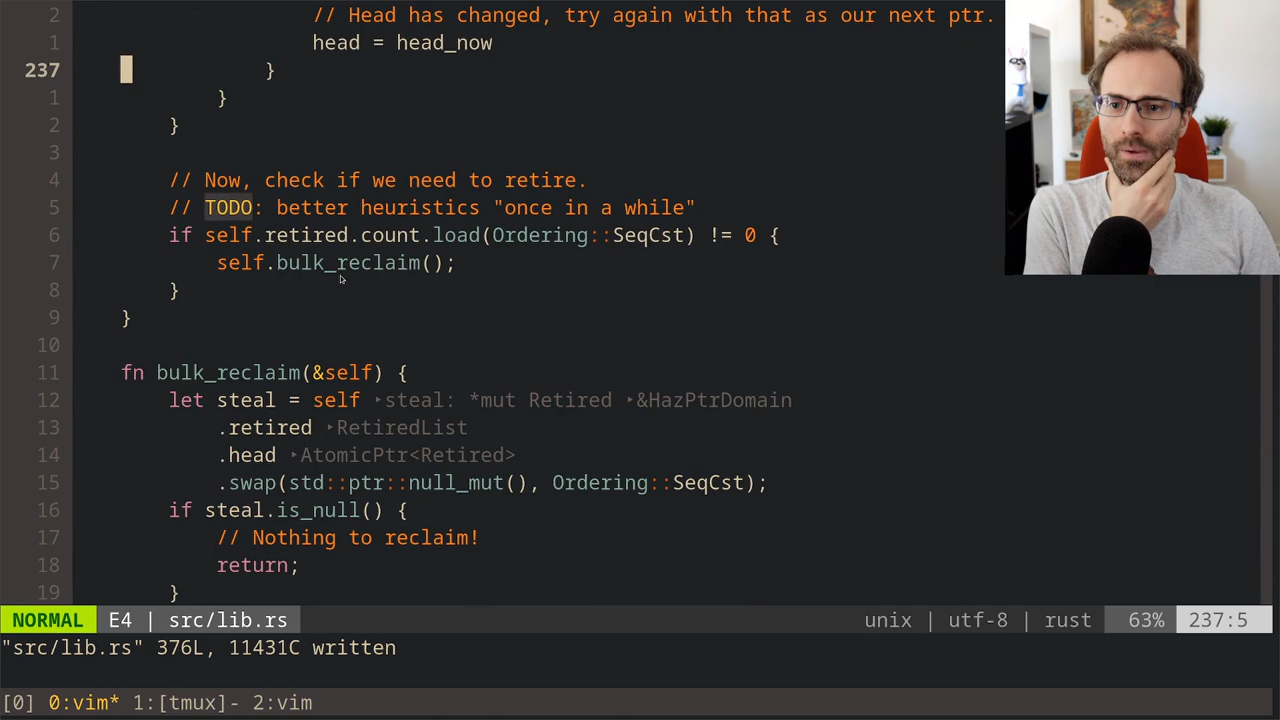 2 // Head has changed, try again with that as our next ptr.
1 head = head_now
237 }
1 }
2 }
3
4 // Now, check if we need to retire.
5 // TODO: better heuristics "once in a while"
6 if self.retired.count.load(Ordering::SeqCst) != 0 {
7 self.bulk_reclaim();
8 }
9 }
10
11 fn bulk_reclaim(&self) {
12 let steal = self ‣steal: *mut Retired ‣&HazPtrDomain
13 .retired ‣RetiredList
14 .head ‣AtomicPtr<Retired>
15 .swap(std::ptr::null_mut(), Ordering::SeqCst);
16 if steal.is_null() {
17 // Nothing to reclaim!
18 return;
19 }
NORMAL E4 | src/lib.rs unix | utf-8 | rust 63% 237:5
"src/lib.rs" 376L, 11431C written
[0] 0:vim* 1:[tmux]- 2:vim